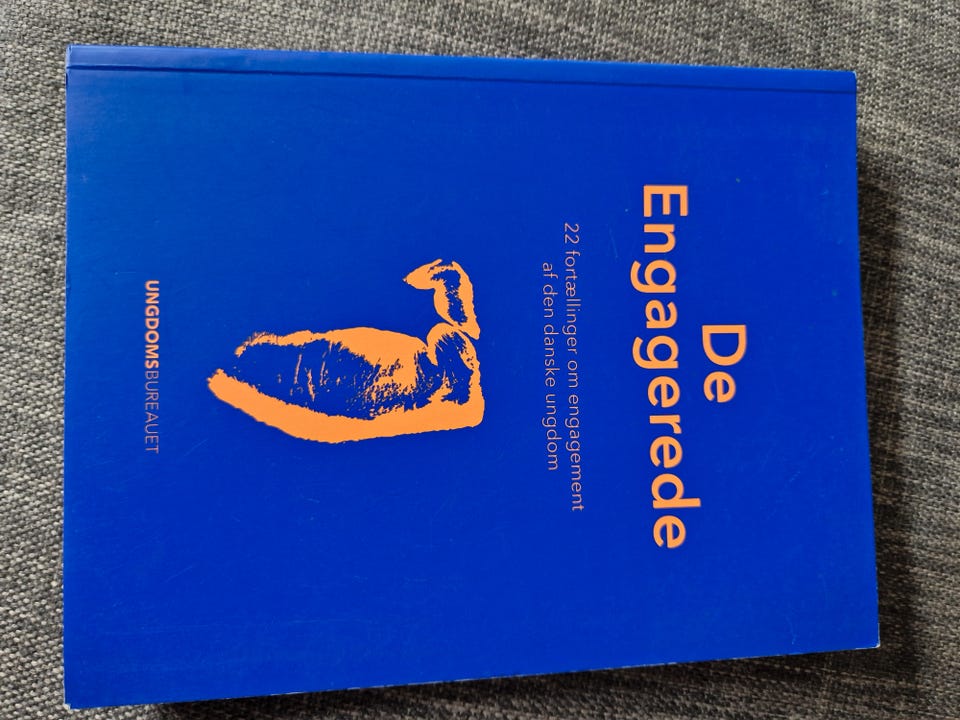 De
Engagerede
22 fortællinger om engagement
af den danske ungdom
UNGDOMSBUREAUET